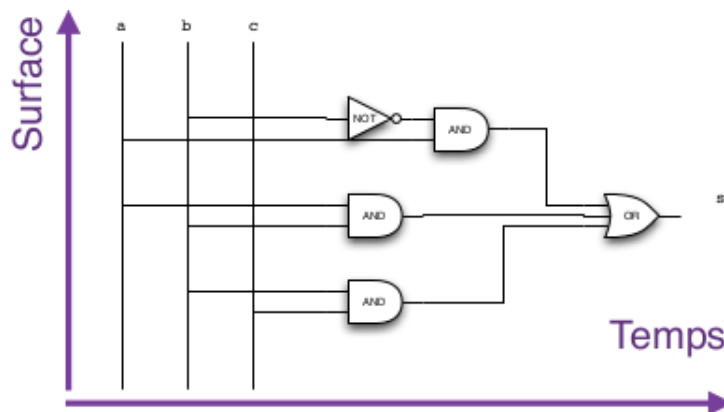 a b c
Surface
NOT
AND
AND
OR
s
AND
Temps